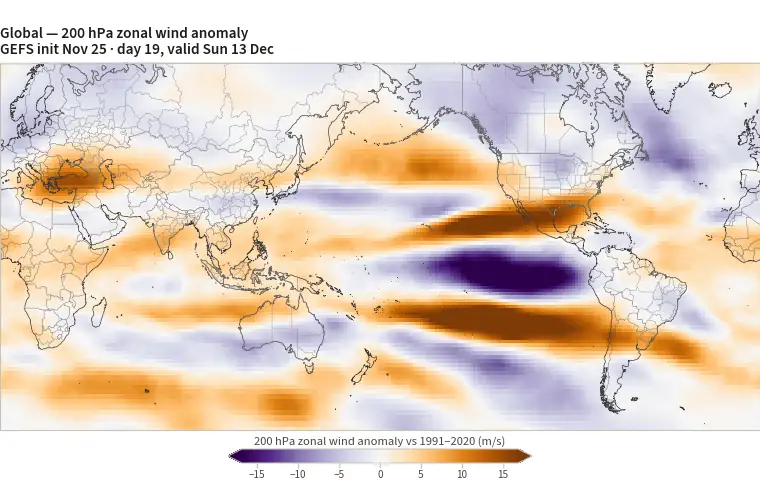 Global — 200 hPa zonal wind anomaly
GEFS init Nov 25 · day 19, valid Sun 13 Dec
200 hPa zonal wind anomaly vs 1991–2020 (m/s)
−15 −10 −5 0 5 10 15